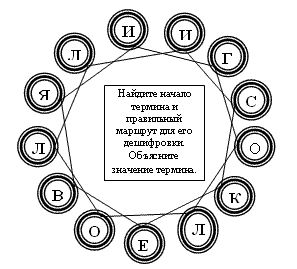 И
И
Г
С
О
К
Л
Е
О
В
Л
Я
Л
Найдите начало
термина и
правильный
маршрут для его
дешифровки.
Объясните
значение термина.